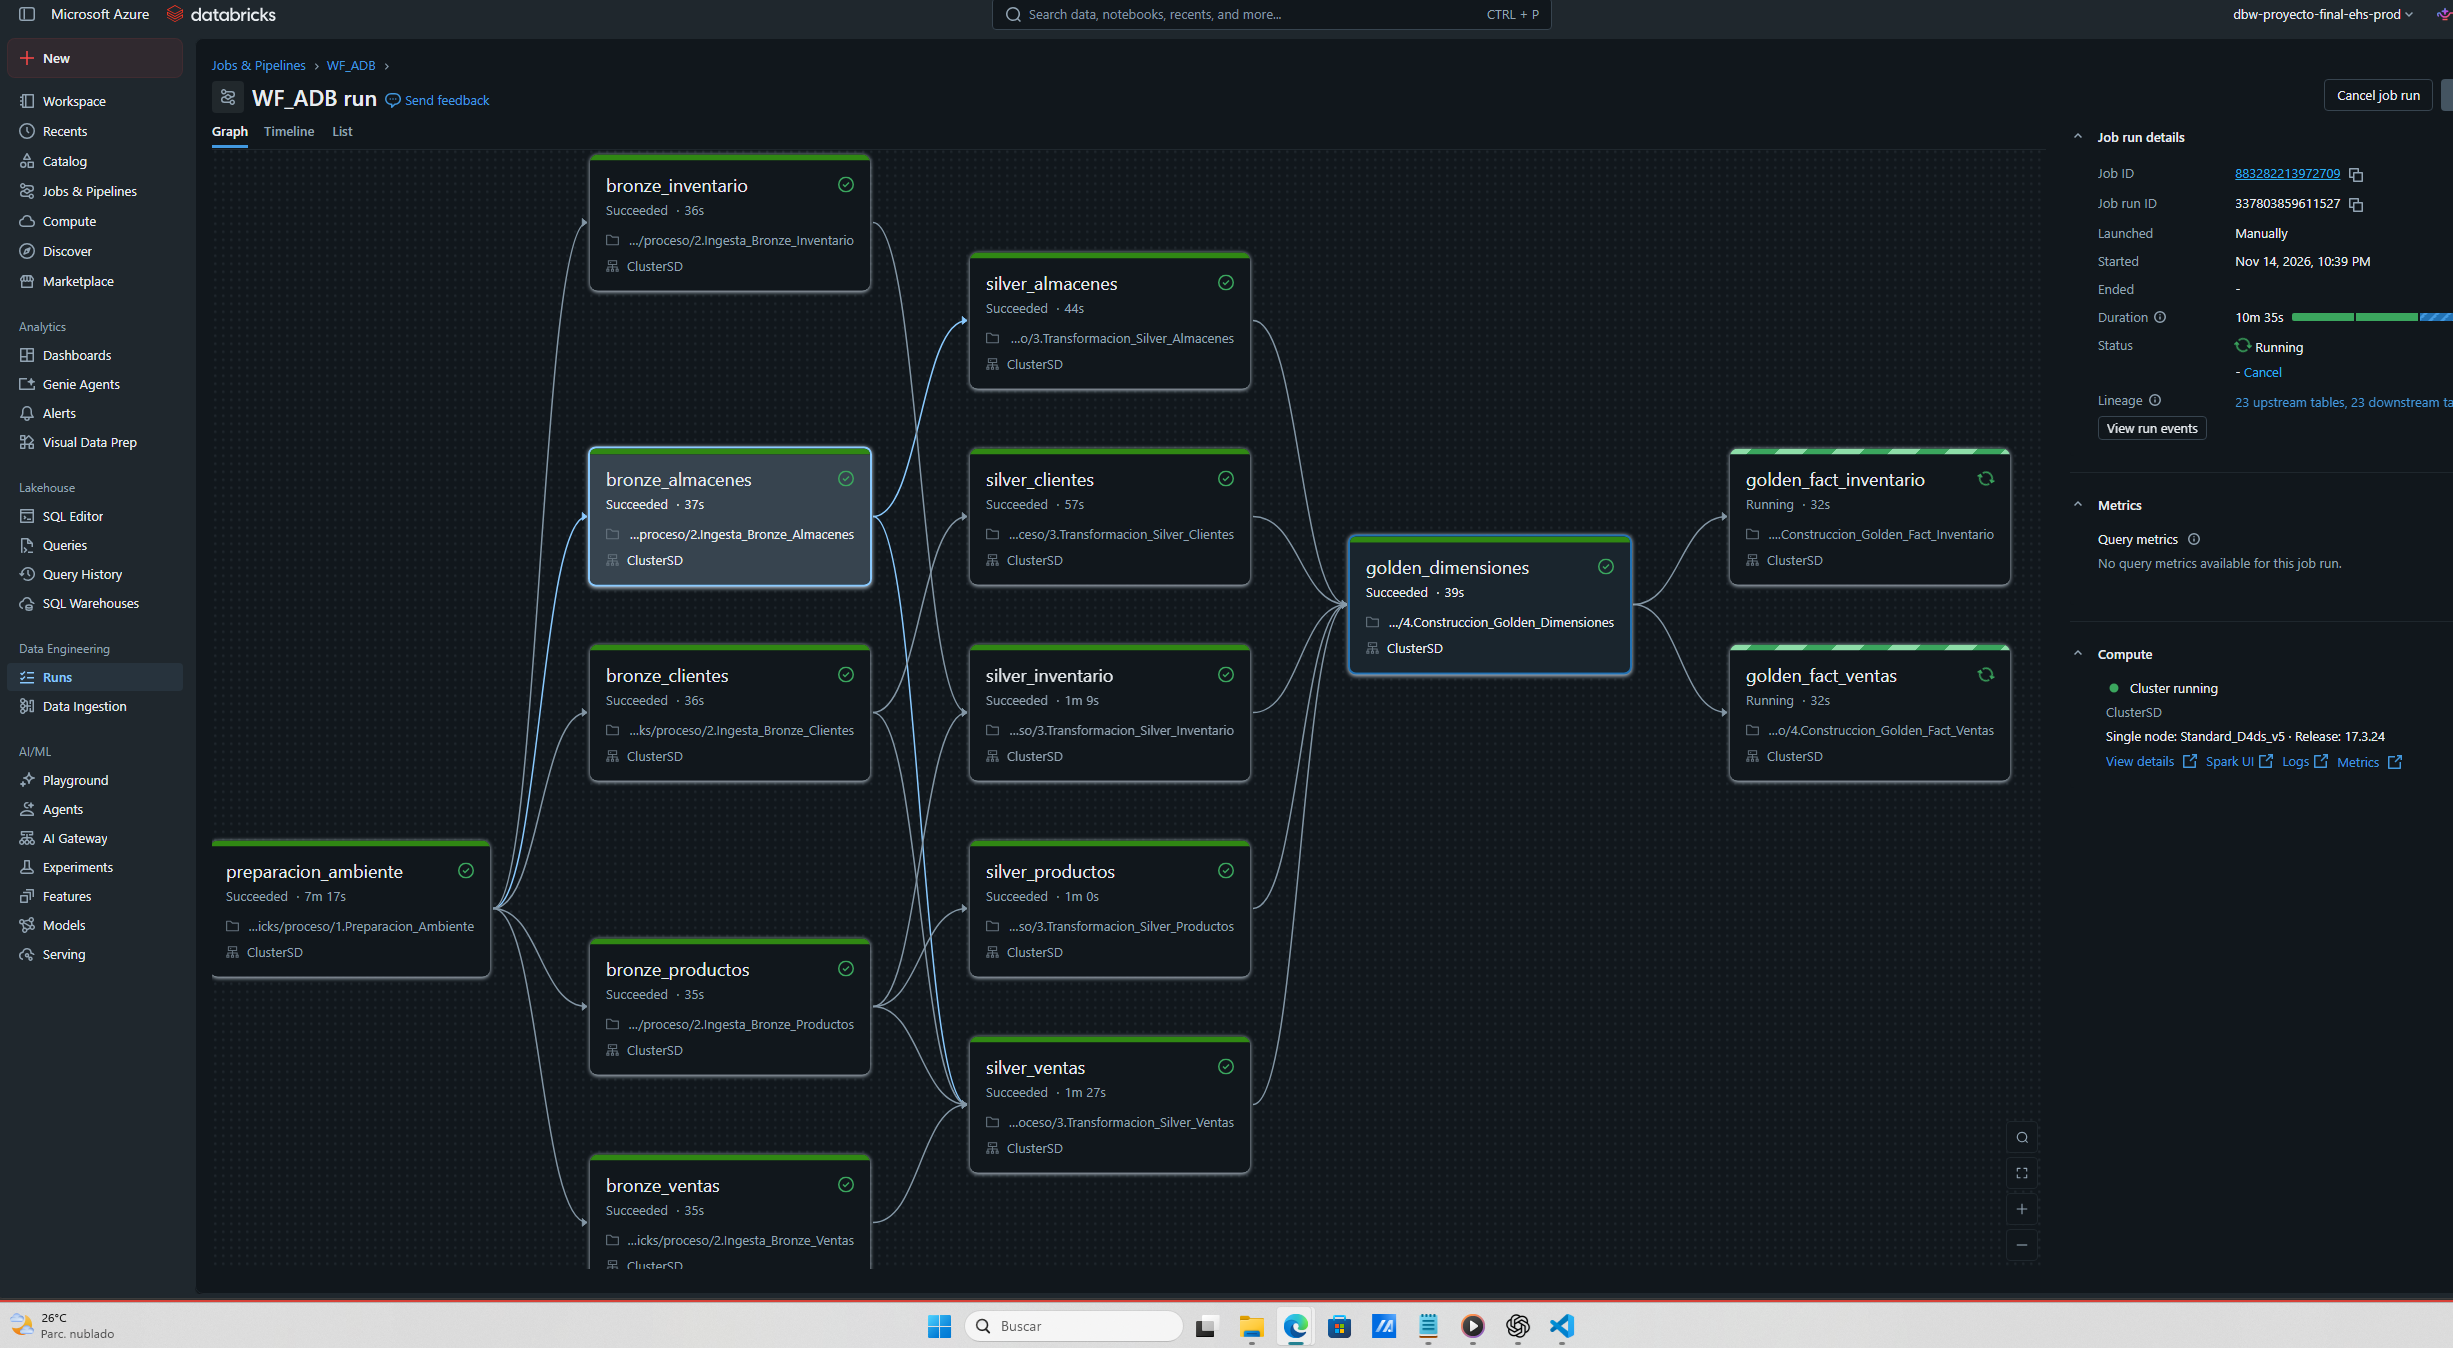 Microsoft Azure databricks
Search data, notebooks, recents, and more... CTRL + P
dbw-proyecto-final-ehs-prod
New
Workspace
Recents
Catalog
Jobs & Pipelines
Compute
Discover
Marketplace
Analytics
Dashboards
Genie Agents
Alerts
Visual Data Prep
Lakehouse
SQL Editor
Queries
Query History
SQL Warehouses
Data Engineering
Runs
Data Ingestion
AI/ML
Playground
Agents
AI Gateway
Experiments
Features
Models
Serving
Jobs & Pipelines › WF_ADB ›
WF_ADB run Send feedback
Cancel job run
Graph Timeline List
preparacion_ambiente
Succeeded · 7m 17s
...icks/proceso/1.Preparacion_Ambiente
ClusterSD
bronze_inventario
Succeeded · 36s
.../proceso/2.Ingesta_Bronze_Inventario
ClusterSD
bronze_almacenes
Succeeded · 37s
...proceso/2.Ingesta_Bronze_Almacenes
ClusterSD
bronze_clientes
Succeeded · 36s
...ks/proceso/2.Ingesta_Bronze_Clientes
ClusterSD
bronze_productos
Succeeded · 35s
.../proceso/2.Ingesta_Bronze_Productos
ClusterSD
bronze_ventas
Succeeded · 35s
...icks/proceso/2.Ingesta_Bronze_Ventas
ClusterSD
silver_almacenes
Succeeded · 44s
...o/3.Transformacion_Silver_Almacenes
ClusterSD
silver_clientes
Succeeded · 57s
...ceso/3.Transformacion_Silver_Clientes
ClusterSD
silver_inventario
Succeeded · 1m 9s
...so/3.Transformacion_Silver_Inventario
ClusterSD
silver_productos
Succeeded · 1m 0s
...so/3.Transformacion_Silver_Productos
ClusterSD
silver_ventas
Succeeded · 1m 27s
...oceso/3.Transformacion_Silver_Ventas
ClusterSD
golden_dimensiones
Succeeded · 39s
.../4.Construccion_Golden_Dimensiones
ClusterSD
golden_fact_inventario
Running · 32s
....Construccion_Golden_Fact_Inventario
ClusterSD
golden_fact_ventas
Running · 32s
...o/4.Construccion_Golden_Fact_Ventas
ClusterSD
Job run details
Job ID 883282213972709
Job run ID 337803859611527
Launched Manually
Started Nov 14, 2026, 10:39 PM
Ended -
Duration 10m 35s
Status Running
- Cancel
Lineage 23 upstream tables, 23 downstream ta
View run events
Metrics
Query metrics
No query metrics available for this job run.
Compute
Cluster running
ClusterSD
Single node: Standard_D4ds_v5 · Release: 17.3.24
View details Spark UI Logs Metrics
26°C
Parc. nublado
Buscar